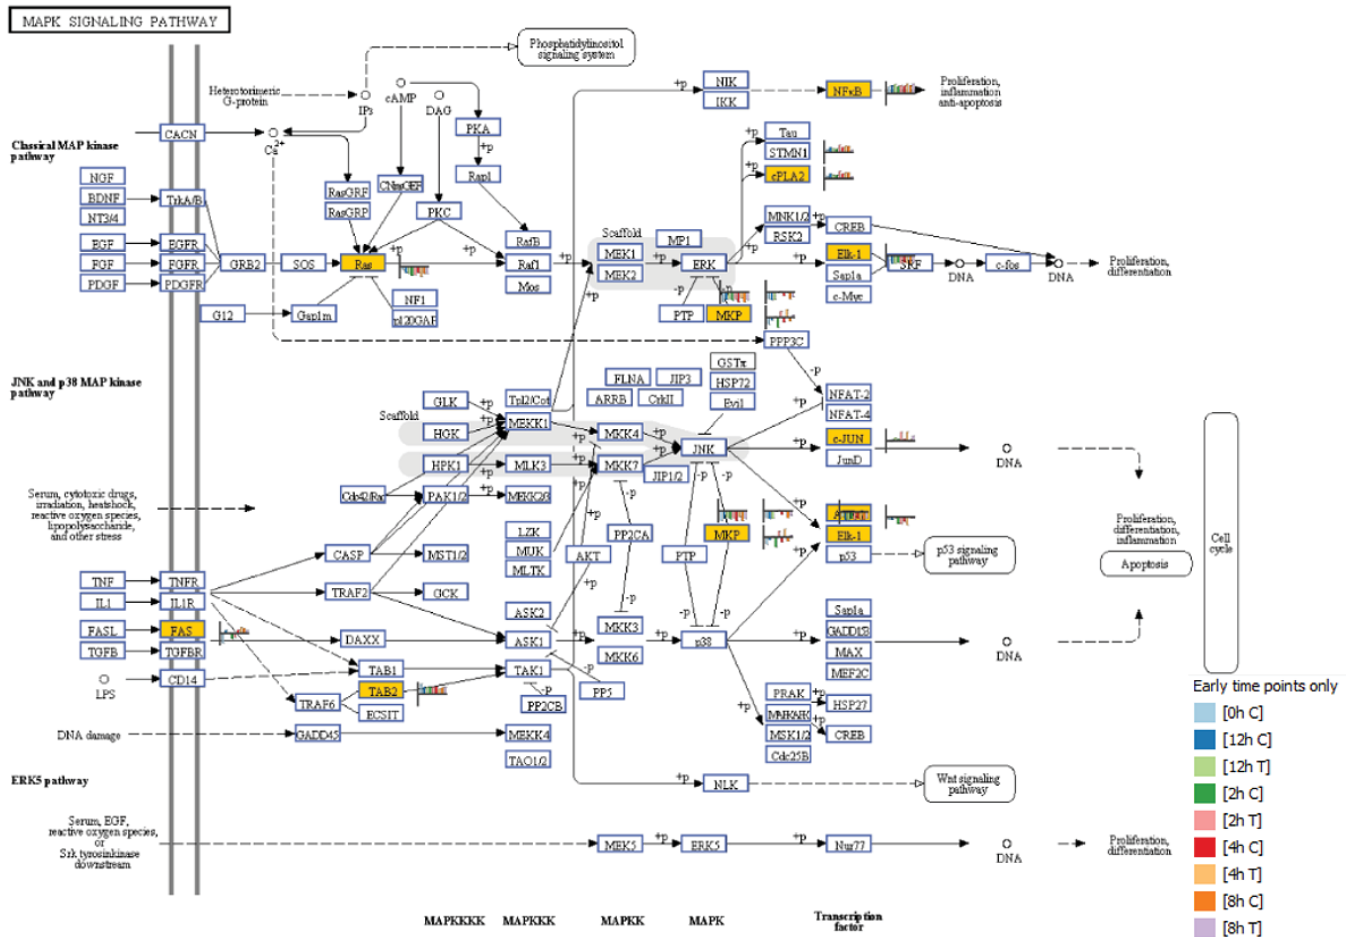 MAPK SIGNALING PATHWAY
Phosphatidylinositol
signaling system
Heterotorimeric
G-protein
IP3
cAMP
DAG
NIK
IKK
NFκB
Proliferation,
inflammation
anti-apoptosis
CACN
Ca2+
PKA
+p
Rap1
Tau
STMN1
cPLA2
+p
+p
+p
Classical MAP kinase
pathway
NGF
BDNF
NT3/4
TrkA/B
RasGRF
RasGRP
CNrasGEF
PKC
EGF
FGF
PDGF
EGFR
FGFR
PDGFR
GRB2
SOS
Ras
+p
+p
RafB
Raf1
Mos
+p
Scaffold
MEK1
MEK2
MP1
+p
ERK
+p
+p
MNK1/2
RSK2
+p
CREB
Elk-1
Sap1a
c-Myc
SRF
DNA
c-fos
DNA
Proliferation,
differentiation
G12
Gap1m
NF1
p120GAP
+p
-p
-p
PTP
MKP
PPP3C
-p
JNK and p38 MAP kinase
pathway
GLK
HGK
HPK1
Scaffold
+p
+p
+p
+p
Tpl2/Cot
MEKK1
MLK3
FLNA
JIP3
ARRB
CrkII
GSTπ
HSP72
Evi1
+p
+p
+p
+p
MKK4
MKK7
JNK
JIP1/2
NFAT-2
NFAT-4
+p
+p
+p
c-JUN
JunD
DNA
Serum, cytotoxic drugs,
irradiation, heatshock,
reactive oxygen species,
lipopolysaccharide,
and other stress
Cdc42/Rac
PAK1/2
+p
MEKK2/3
LZK
MUK
MLTK
+p
AKT
+p
-p
PP2CA
-p
-p
-p
PTP
MKP
-p
-p
+p
Elk-1
p53
p53 signaling
pathway
Proliferation,
differentiation,
inflammation
Apoptosis
Cell
cycle
CASP
MST1/2
TNF
IL1
FASL
TGFB
TNFR
IL1R
FAS
TGFBR
TRAF2
GCK
DAXX
ASK2
ASK1
+p
MKK3
MKK6
+p
p38
+p
Sap1a
GADD153
MAX
MEF2C
DNA
LPS
CD14
TAB1
TAB2
ECSIT
TRAF6
TAK1
-p
PP2CB
-p
PP5
+p
PRAK
MAPKAPK
MSK1/2
Cdc25B
+p
+p
HSP27
CREB
DNA damage
GADD45
MEKK4
TAO1/2
ERK5 pathway
+p
NLK
Wnt signaling
pathway
Serum, EGF,
reactive oxygen species,
or
Srk tyrosinkinase
downstream
MEK5
+p
ERK5
+p
Nur77
DNA
Proliferation,
differentiation
MAPKKKK
MAPKKK
MAPKK
MAPK
Transcription
factor
Early time points only
[0h C]
[12h C]
[12h T]
[2h C]
[2h T]
[4h C]
[4h T]
[8h C]
[8h T]